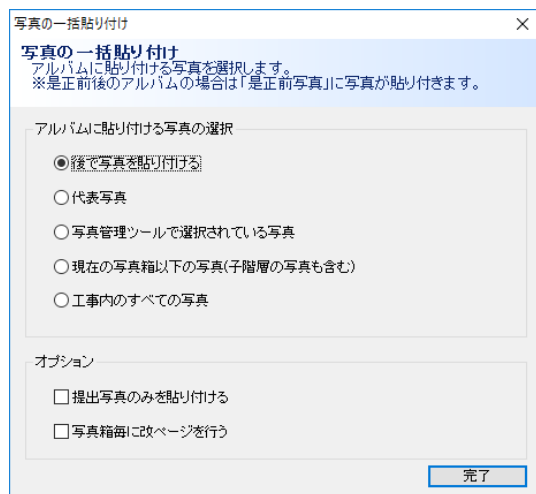 写真の一括貼り付け
写真の一括貼り付け
アルバムに貼り付ける写真を選択します。
※是正前後のアルバムの場合は「是正前写真」に写真が貼り付きます。
アルバムに貼り付ける写真の選択
後で写真を貼り付ける
代表写真
写真管理ツールで選択されている写真
現在の写真箱以下の写真(子階層の写真も含む)
工事内のすべての写真
オプション
提出写真のみを貼り付ける
写真箱毎に改ページを行う
完了